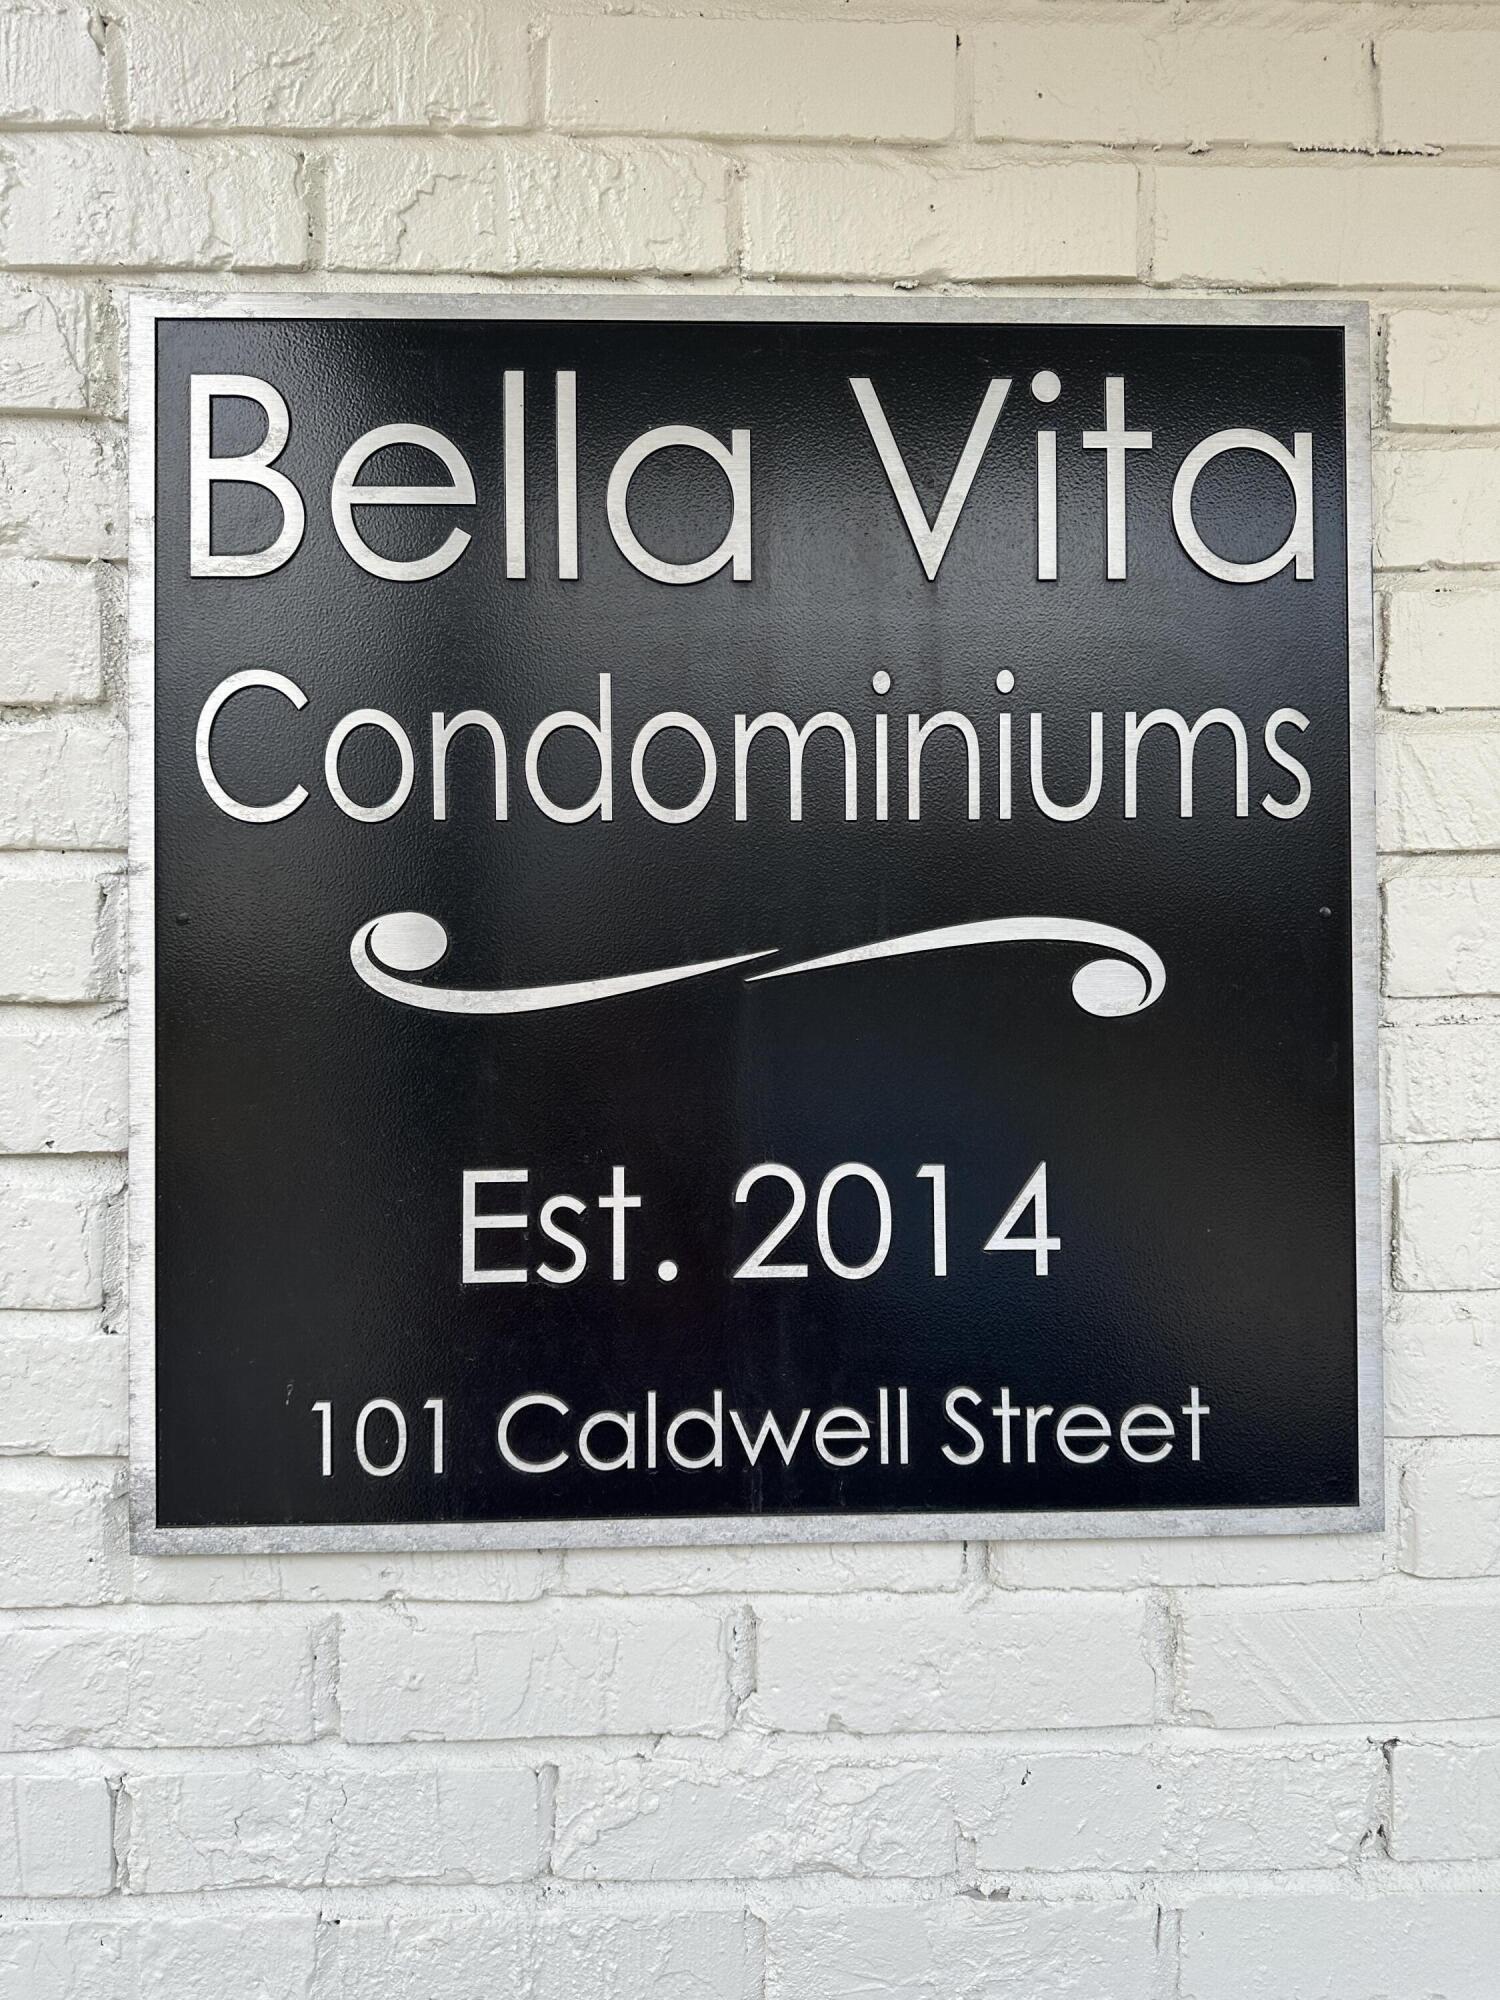 Bella Vita
Condominiums
Est. 2014
101 Caldwell Street